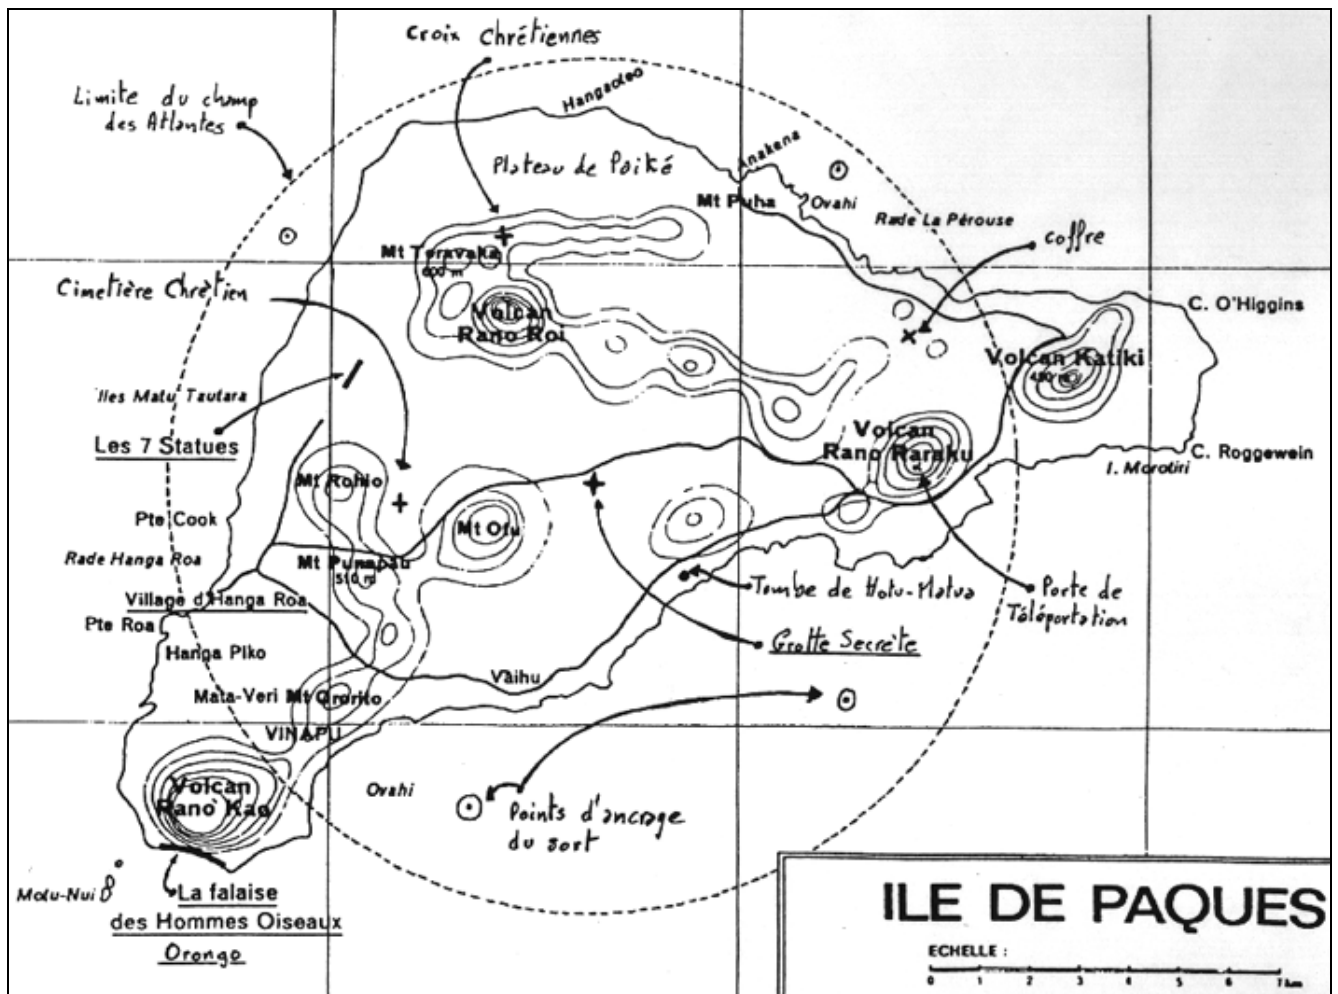 Croix Chrétiennes
Limite du champ
des Atlantes
Hangaoteo
Plateau de Poiké
Anakena
Mt Puha
Ovahi
Rade La Pérouse
coffre
Mt Teravaka
600 m
Cimetière Chrétien
Volcan
Rano Roi
C. O'Higgins
Volcan Katiki
Iles Matu Tautara
Les 7 Statues
Volcan
Rano Raraku
C. Roggewein
I. Marotiri
Mt Rohio
Pte Cook
Mt Ofu
Rade Hanga Roa
Mt Punapau
510 m
Village d'Hanga Roa
Pte Roa
Tombe de Hotu-Matua
Porte de
Téléportation
Grotte Secrète
Hanga Piko
Vaihu
Mata-Veri
Mt Ororito
VINAPU
Volcan
Rano Kao
Ovahi
Points d'ancrage
du sort
Motu-Nui
La falaise
des Hommes Oiseaux
Orongo
ILE DE PAQUES
ECHELLE :
0 1 2 3 4 5 6 7 km